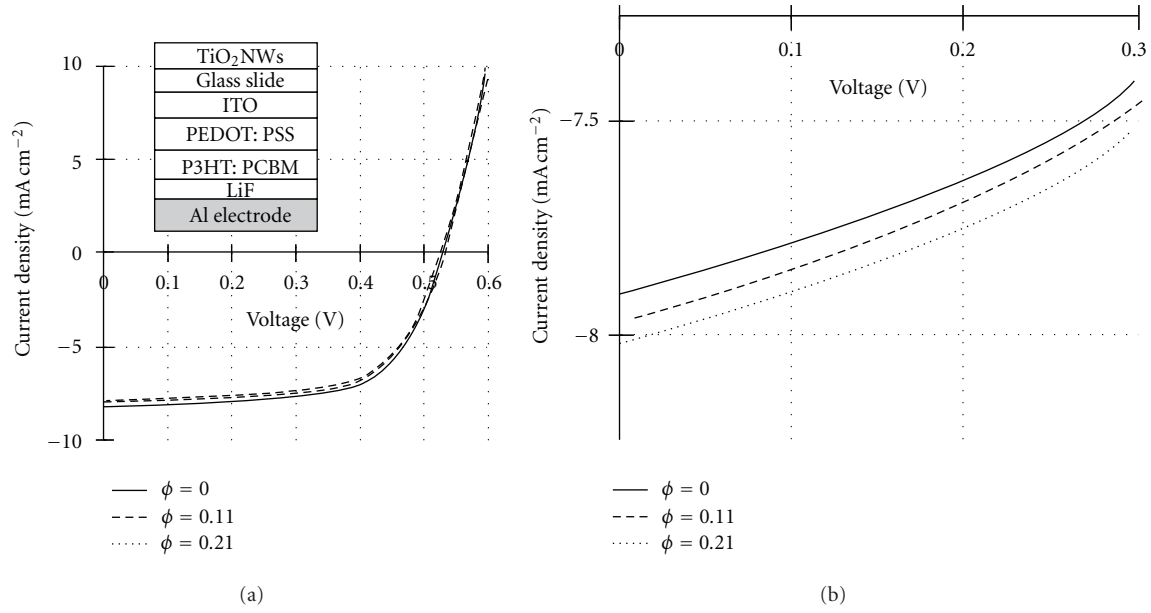 10
5
0
−5
−10
Current density (mA cm⁻²)
TiO₂NWs
Glass slide
ITO
PEDOT: PSS
P3HT: PCBM
LiF
Al electrode
0 0.1 0.2 0.3 0.4 0.5 0.6
Voltage (V)
ϕ = 0
ϕ = 0.11
ϕ = 0.21
(a)
0 0.1 0.2 0.3
Voltage (V)
−7.5
−8
Current density (mA cm⁻²)
ϕ = 0
ϕ = 0.11
ϕ = 0.21
(b)